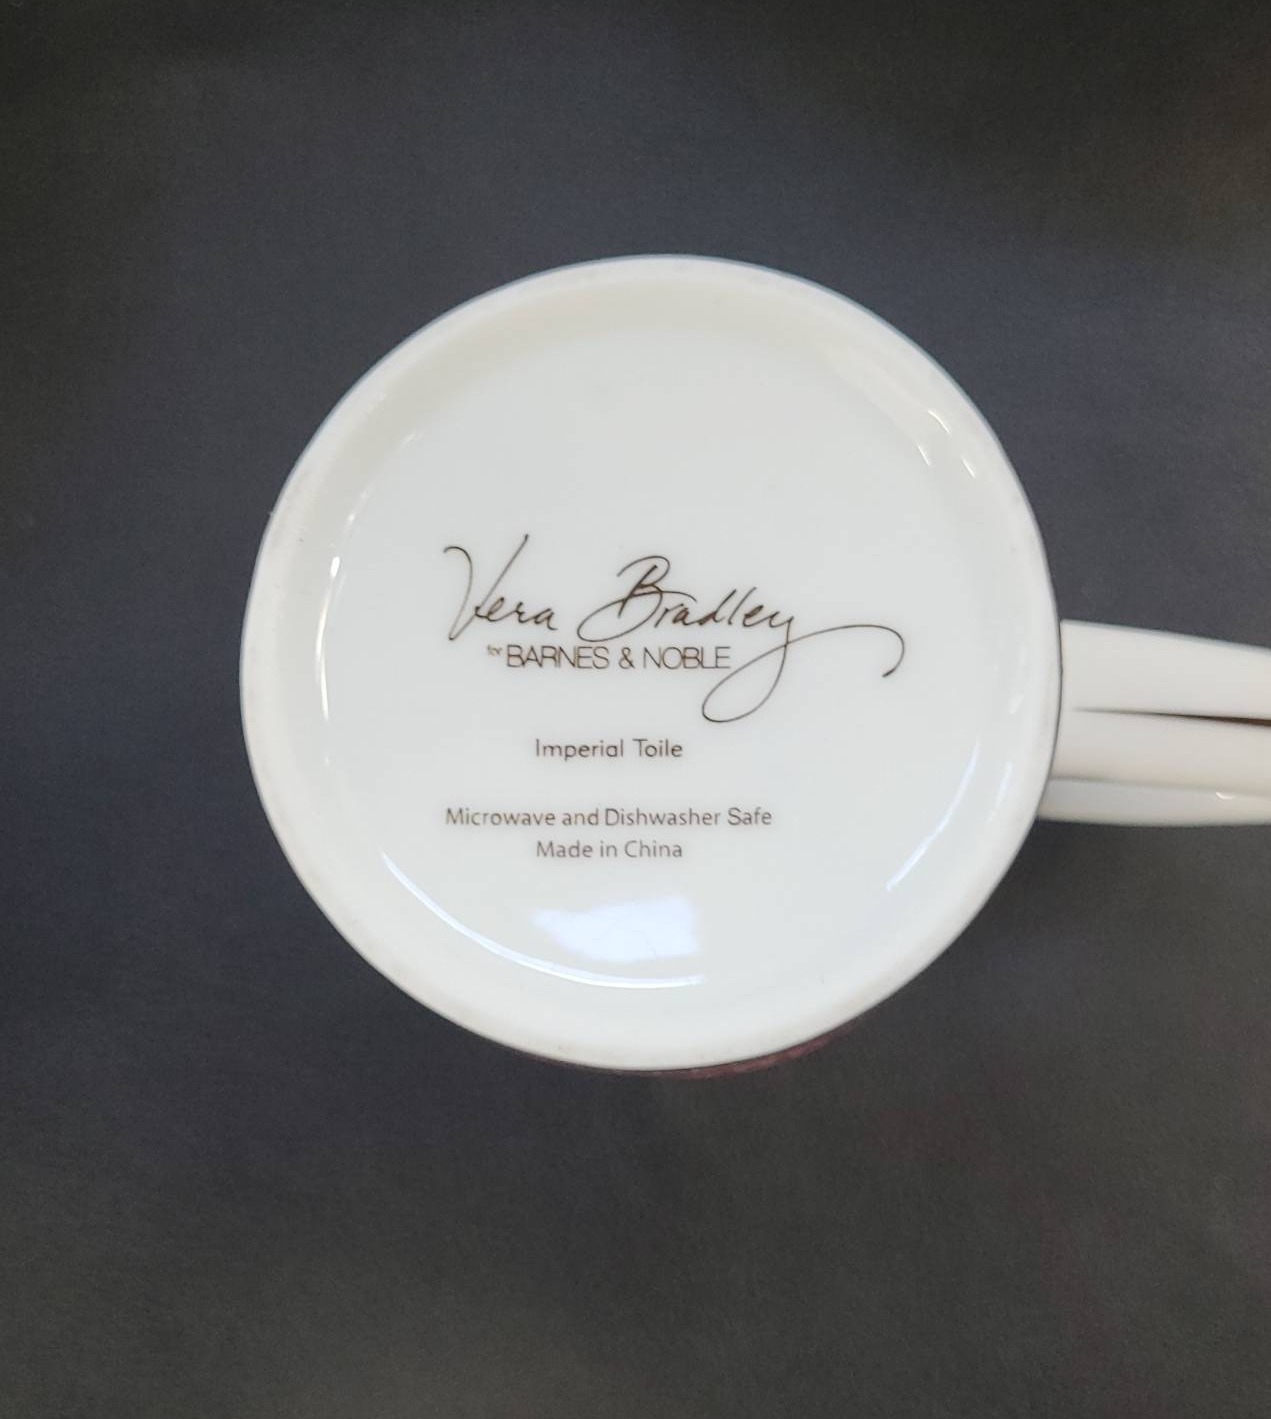 Vera Bradley
for BARNES & NOBLE
Imperial Toile
Microwave and Dishwasher Safe
Made in China